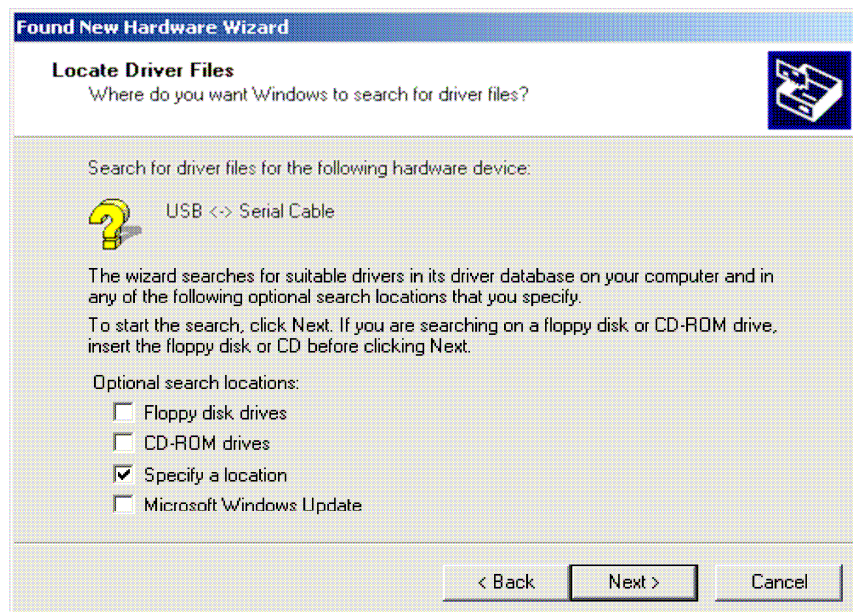 Found New Hardware Wizard
Locate Driver Files
Where do you want Windows to search for driver files?
Search for driver files for the following hardware device:
USB <-> Serial Cable
The wizard searches for suitable drivers in its driver database on your computer and in
any of the following optional search locations that you specify.
To start the search, click Next. If you are searching on a floppy disk or CD-ROM drive,
insert the floppy disk or CD before clicking Next.
Optional search locations:
Floppy disk drives
CD-ROM drives
Specify a location
Microsoft Windows Update
< Back Next > Cancel